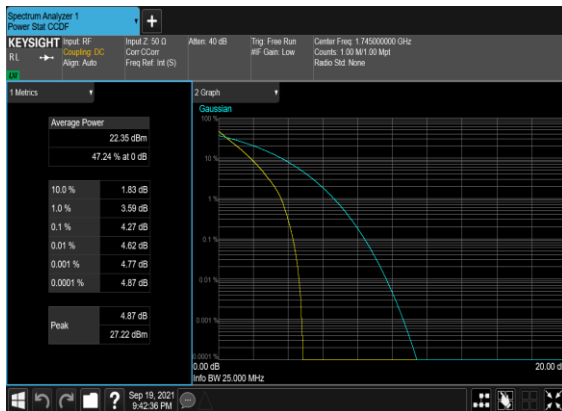 Spectrum Analyzer 1
Power Stat CCDF
KEYSIGHT
RL
Input: RF
Coupling: DC
Align: Auto
Input Z: 50 Ω
Corr CCorr
Freq Ref: Int (S)
Atten: 40 dB
Trig: Free Run
#IF Gain: Low
Center Freq: 1.745000000 GHz
Counts: 1.00 M/1.00 Mpt
Radio Std: None
1 Metrics
Average Power
22.35 dBm
47.24 % at 0 dB
10.0 % 1.83 dB
1.0 % 3.59 dB
0.1 % 4.27 dB
0.01 % 4.62 dB
0.001 % 4.77 dB
0.0001 % 4.87 dB
Peak
4.87 dB
27.22 dBm
2 Graph
Gaussian
100 %
10 %
1 %
0.1 %
0.01 %
0.001 %
0.0001 %
0.00 dB
20.00 d
Info BW 25.000 MHz
?
Sep 19, 2021
9:42:36 PM